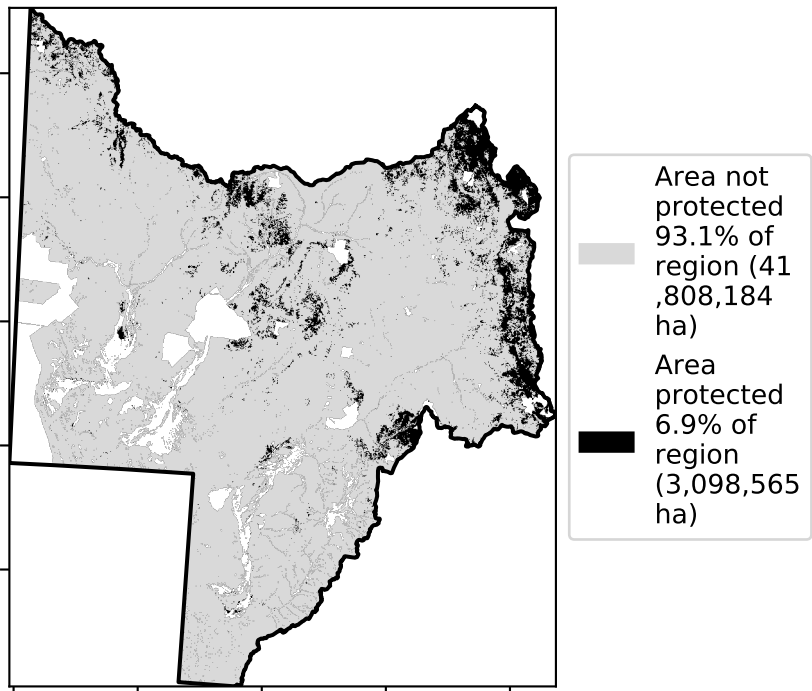 Area not
protected
93.1% of
region (41
,808,184
ha)
Area
protected
6.9% of
region
(3,098,565
ha)